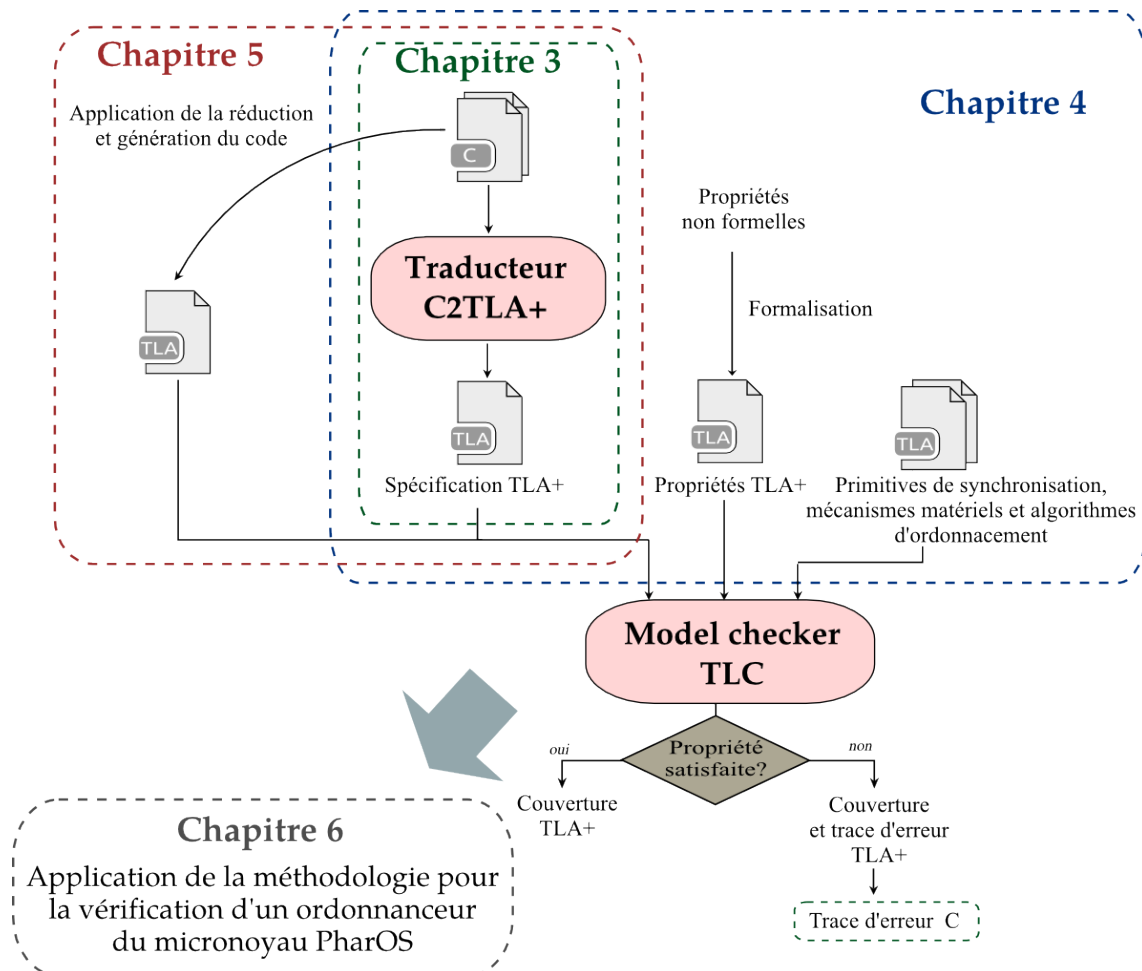 Chapitre 5
Chapitre 3
Chapitre 4
Application de la réduction
et génération du code
C
Propriétés
non formelles
Traducteur
C2TLA+
Formalisation
TLA
TLA
TLA
TLA
Spécification TLA+
Propriétés TLA+
Primitives de synchronisation,
mécanismes matériels et algorithmes
d'ordonnacement
Model checker
TLC
oui
Propriété
satisfaite?
non
Couverture
TLA+
Couverture
et trace d'erreur
TLA+
Trace d'erreur C
Chapitre 6
Application de la méthodologie pour
la vérification d'un ordonnanceur
du micronoyau PharOS